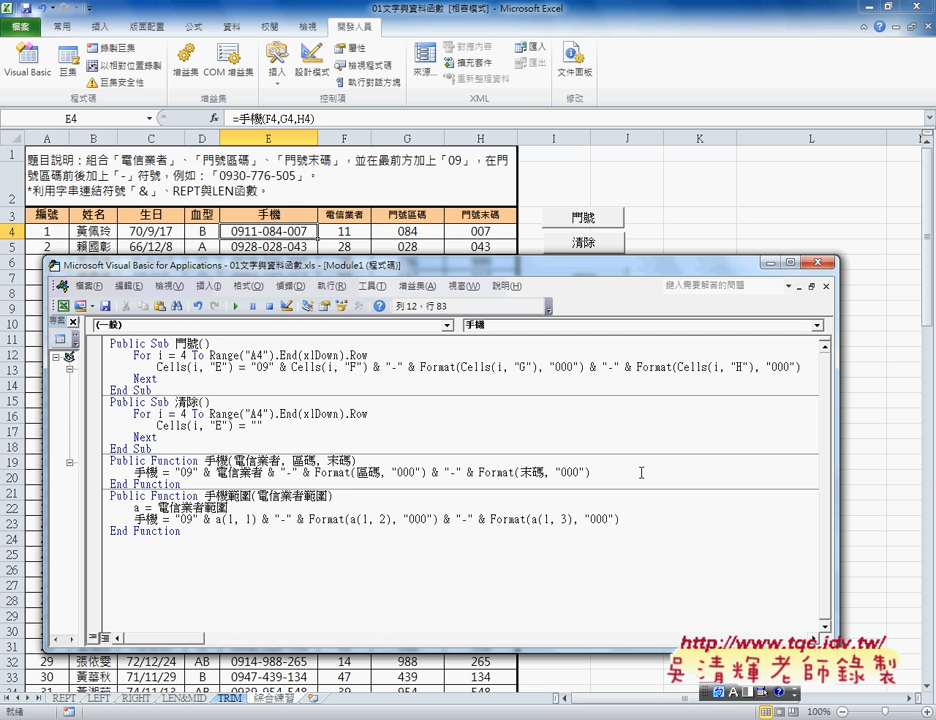 01文字與資料函數 [相容模式] - Microsoft Excel
檔案 常用 插入 版面配置 公式 資料 校閱 檢視 開發人員
Visual Basic 巨集 錄製巨集 以相對位置錄製 巨集安全性 增益集 COM 增益集 插入 設計模式 屬性 檢視程式碼 執行對話方塊 來源 對應內容 擴充套件 重新整理資料 匯入 匯出 文件面板
程式碼 增益集 控制項 XML 修改
E4 fx =手機(F4,G4,H4)
A B C D E F G H I J K L
題目說明:組合「電信業者」、「門號區碼」、「門號末碼」,並在最前方加上「09」,在門
號區碼前後加上「-」符號,例如:「0930-776-505」。
*利用字串連結符號「&」、REPT與LEN函數。
3 編號 姓名 生日 血型 手機 電信業者 門號區碼 門號末碼 門號
4 1 黃佩玲 70/9/17 B 0911-084-007 11 084 007
5 2 賴國彰 66/12/8 A 0928-028-043 28 028 043 清除
Microsoft Visual Basic for Applications - 01文字與資料函數.xls - [Module1 (程式碼)]
檔案(F) 編輯(E) 檢視(V) 插入(I) 格式(O) 偵錯(D) 執行(R) 工具(T) 增益集(A) 視窗(W) 說明(H) 鍵入需要解答的問題
列 12，行 83
(一般) 手機
Public Sub 門號()
For i = 4 To Range("A4").End(xlDown).Row
Cells(i, "E") = "09" & Cells(i, "F") & "-" & Format(Cells(i, "G"), "000") & "-" & Format(Cells(i, "H"), "000")
Next
End Sub
Public Sub 清除()
For i = 4 To Range("A4").End(xlDown).Row
Cells(i, "E") = ""
Next
End Sub
Public Function 手機(電信業者, 區碼, 末碼)
手機 = "09" & 電信業者 & "-" & Format(區碼, "000") & "-" & Format(末碼, "000")
End Function
Public Function 手機範圍(電信業者範圍)
a = 電信業者範圍
手機 = "09" & a(1, 1) & "-" & Format(a(1, 2), "000") & "-" & Format(a(1, 3), "000")
End Function
http://www.tqc.idv.tw/
吳清輝老師錄製
32 29 張依雯 72/12/24 AB 0914-988-265 14 988 265
33 30 黃華秋 71/11/29 B 0947-439-134 47 439 134
REPT LEFT RIGHT LEN&MID TRIM 綜合練習
就緒 100%